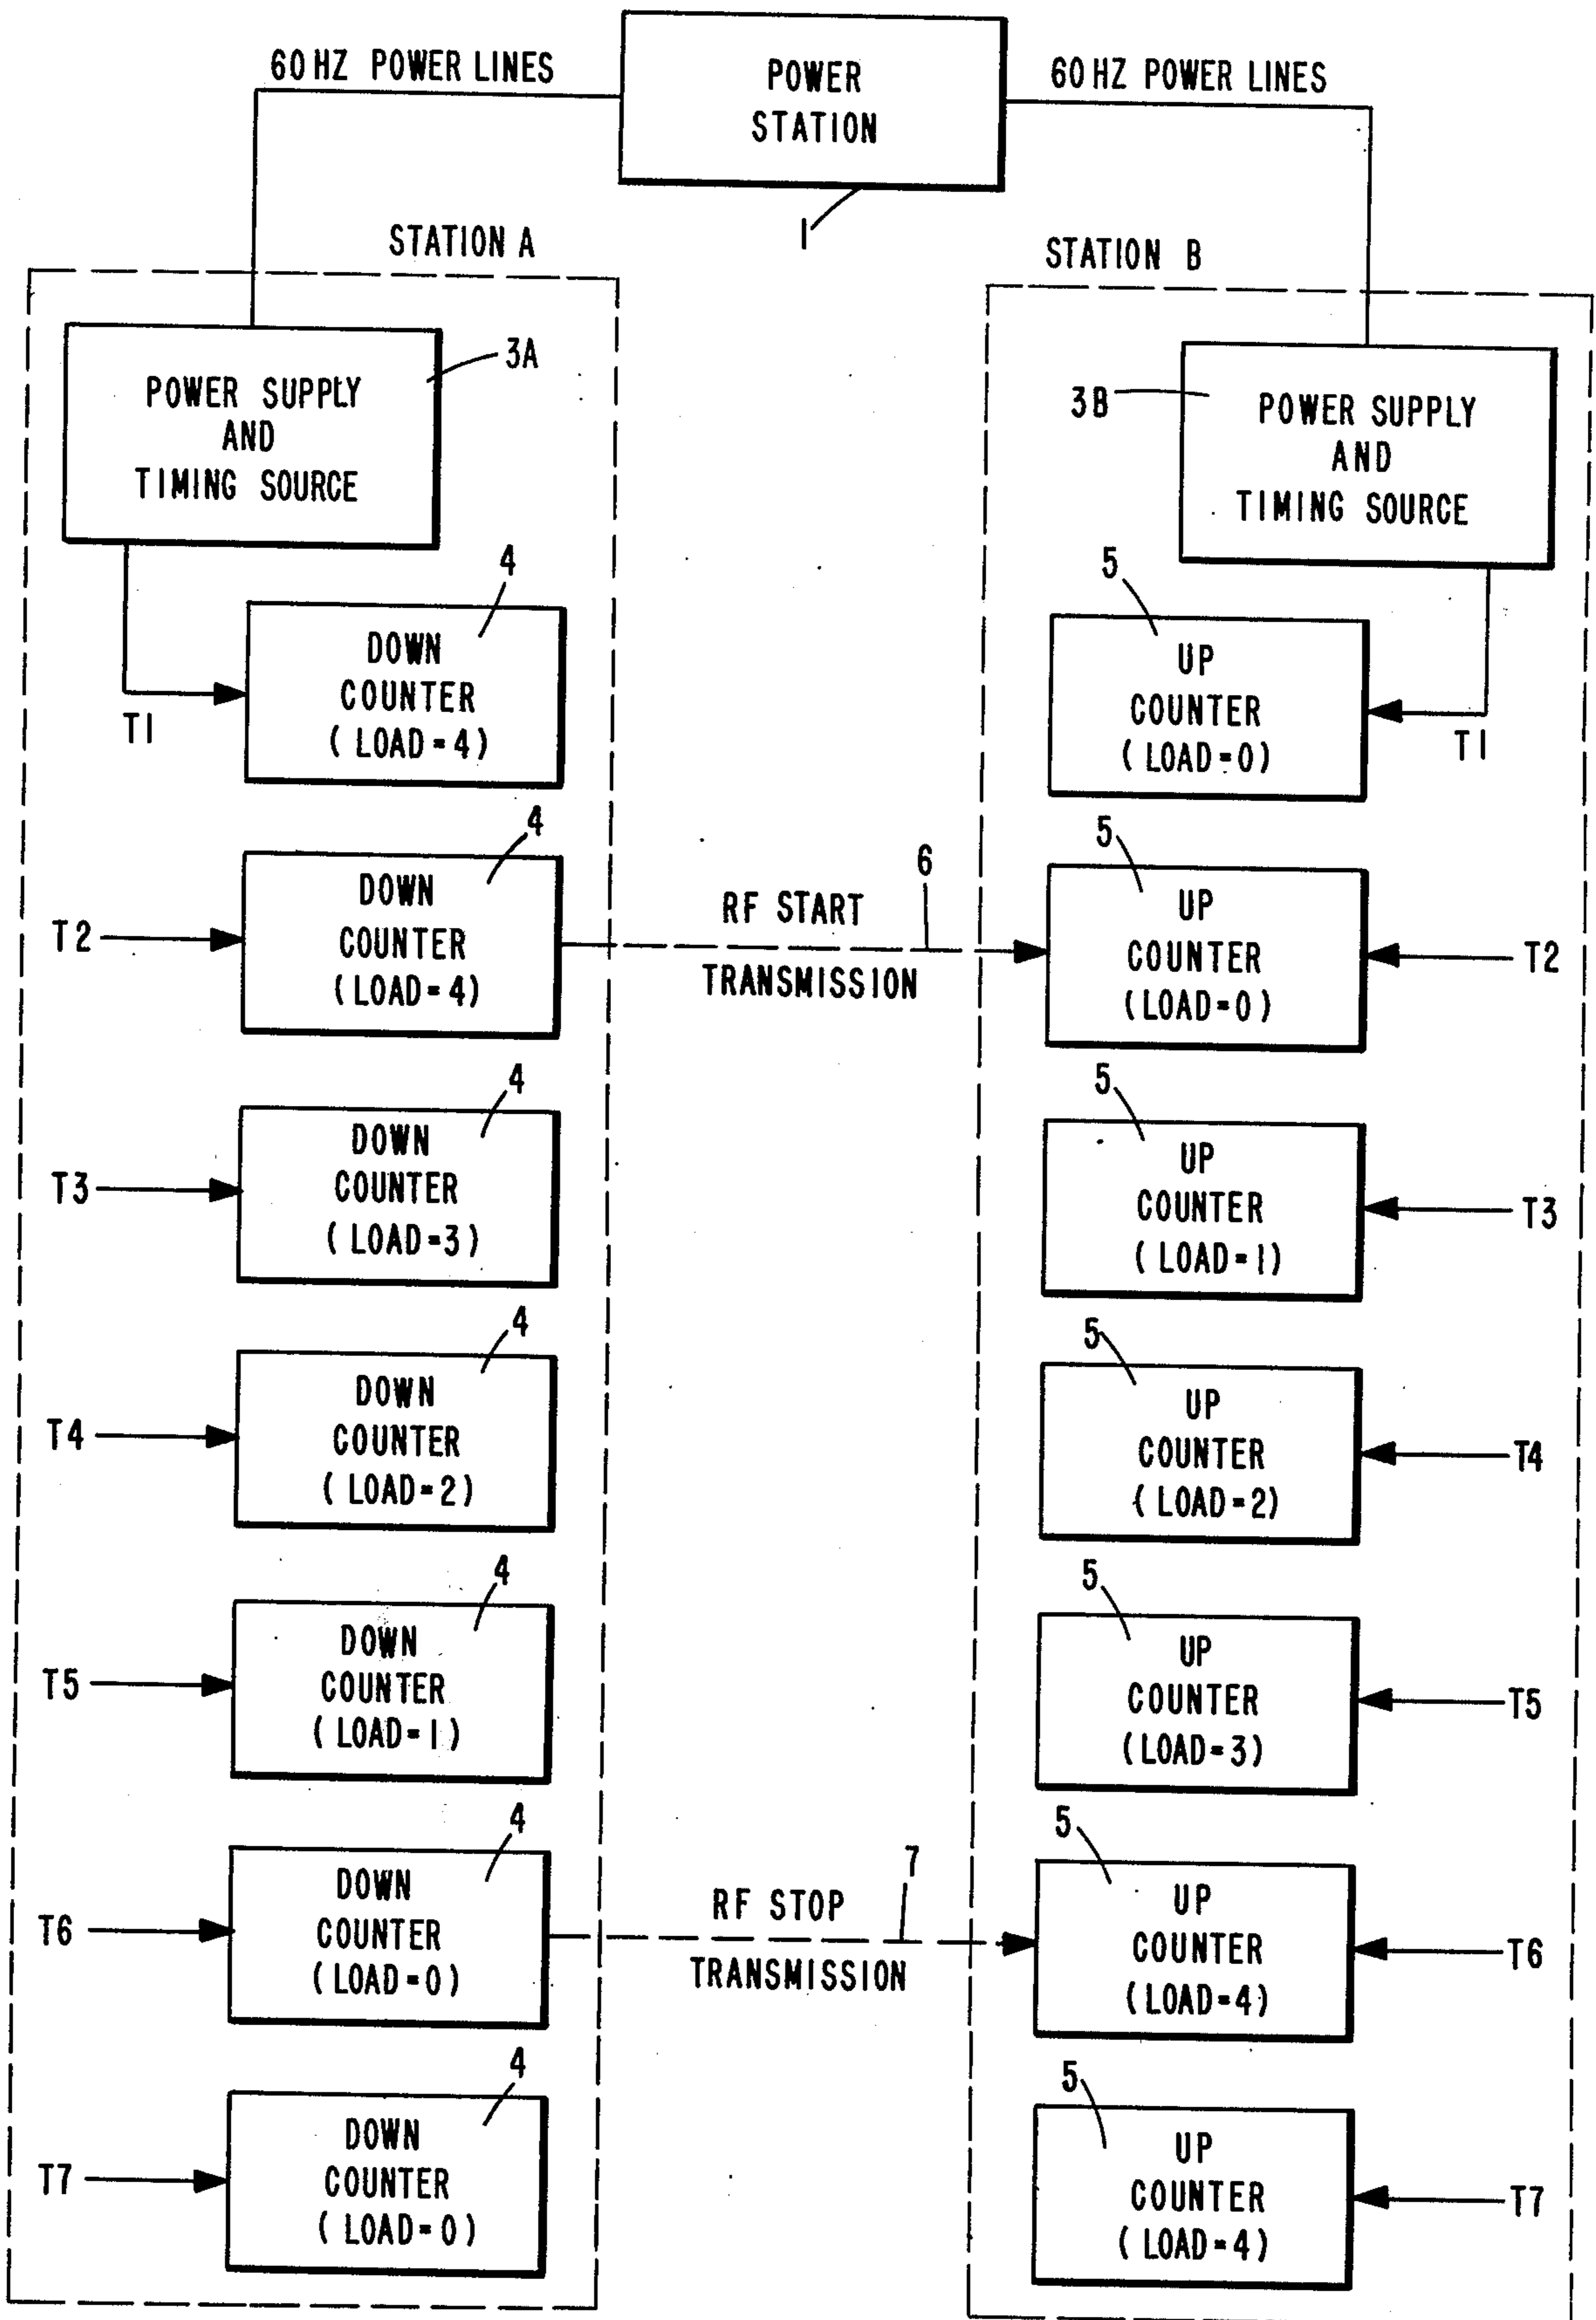 60 HZ POWER LINES
POWER
STATION
60 HZ POWER LINES
1
STATION A
STATION B
3A
POWER SUPPLY
AND
TIMING SOURCE
3B
POWER SUPPLY
AND
TIMING SOURCE
4
DOWN
COUNTER
(LOAD=4)
T1
5
UP
COUNTER
(LOAD=0)
T1
T2
4
DOWN
COUNTER
(LOAD=4)
RF START
TRANSMISSION
6
5
UP
COUNTER
(LOAD=0)
T2
T3
4
DOWN
COUNTER
(LOAD=3)
5
UP
COUNTER
(LOAD=1)
T3
T4
4
DOWN
COUNTER
(LOAD=2)
5
UP
COUNTER
(LOAD=2)
T4
T5
4
DOWN
COUNTER
(LOAD=1)
5
UP
COUNTER
(LOAD=3)
T5
T6
4
DOWN
COUNTER
(LOAD=0)
RF STOP
TRANSMISSION
7
5
UP
COUNTER
(LOAD=4)
T6
T7
4
DOWN
COUNTER
(LOAD=0)
5
UP
COUNTER
(LOAD=4)
T7